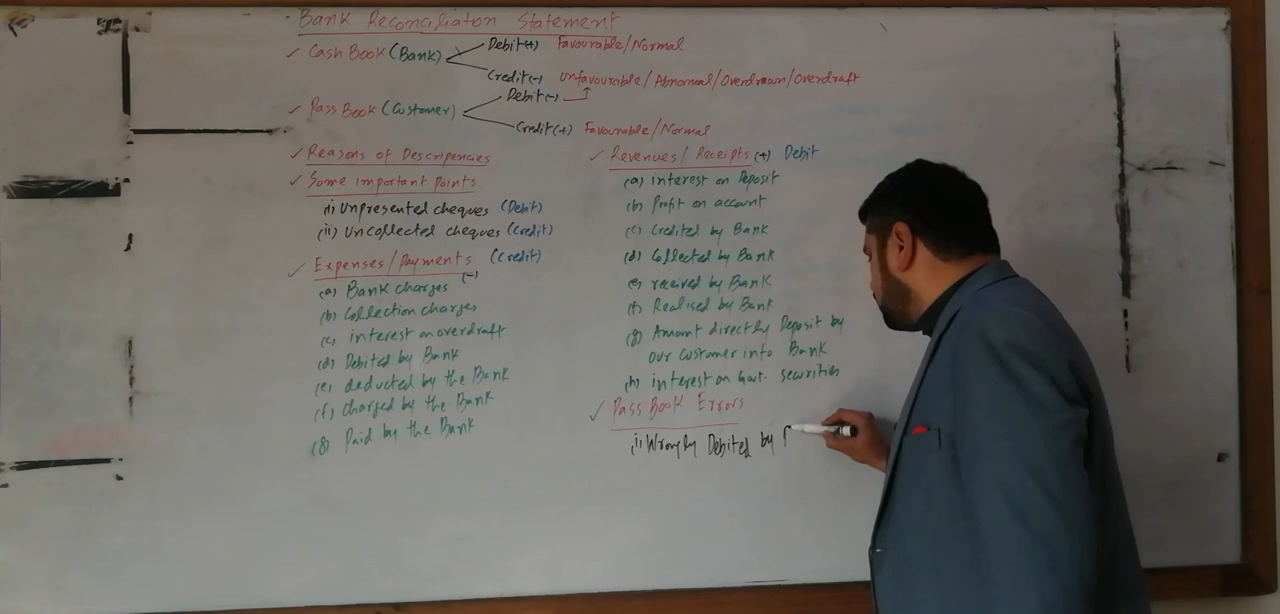 Bank Reconciliation Statement
✓ Cash Book (Bank)
Debit (+) Favourable/Normal
Credit (-) Unfavourable/Abnormal/Overdrawn/Overdraft
✓ Pass Book (Customer)
Debit (-)
Credit (+) Favourable/Normal
✓ Reasons of Descripencies
✓ Some important Points
(i) Unpresented cheques (Debit)
(ii) Uncollected cheques (Credit)
✓ Expenses/Payments (Credit)
(-)
(a) Bank charges
(b) Collection charges
(c) interest on overdraft
(d) Debited by Bank
(e) deducted by the Bank
(f) charged by the Bank
(g) Paid by the Bank
✓ Revenues/Receipts (+) Debit
(a) interest on Deposit
(b) Profit on account
(c) Credited by Bank
(d) Collected by Bank
(e) received by Bank
(f) Realised by Bank
(g) Amount directly Deposit by
our customer into Bank
(h) interest on Govt. securities
✓ Pass Book Errors
(i) Wrongly Debited by